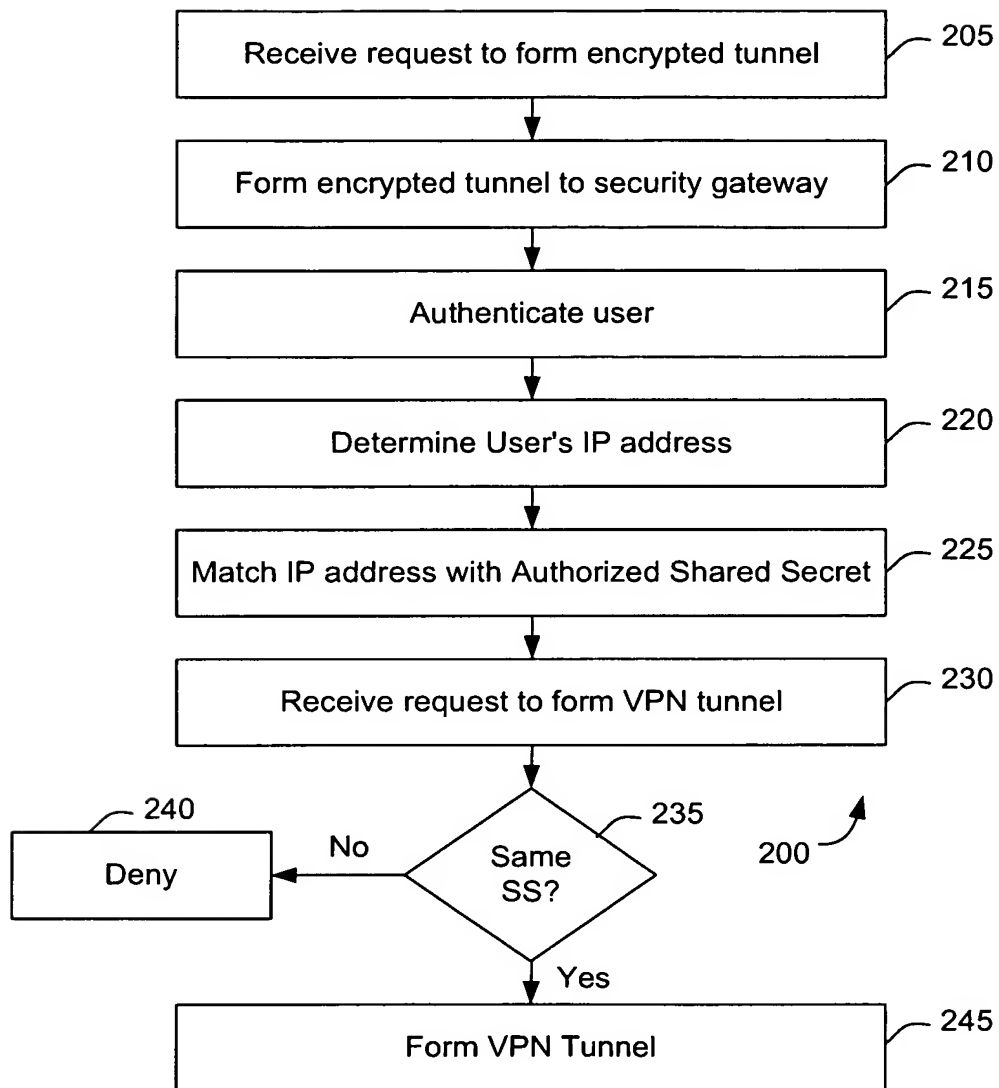 Receive request to form encrypted tunnel
205
Form encrypted tunnel to security gateway
210
Authenticate user
215
Determine User's IP address
220
Match IP address with Authorized Shared Secret
225
Receive request to form VPN tunnel
230
Same
SS?
235
No
240
Deny
200
Yes
Form VPN Tunnel
245